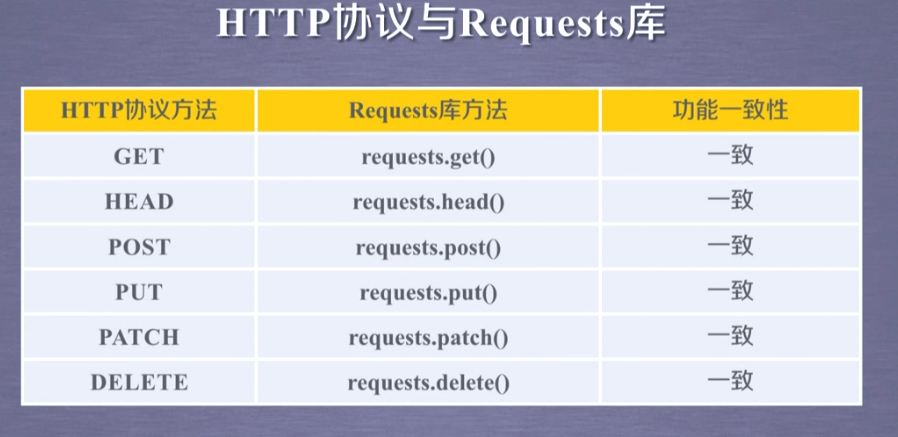 HTTP协议与Requests库
HTTP协议方法 Requests库方法 功能一致性
GET requests.get() 一致
HEAD requests.head() 一致
POST requests.post() 一致
PUT requests.put() 一致
PATCH requests.patch() 一致
DELETE requests.delete() 一致